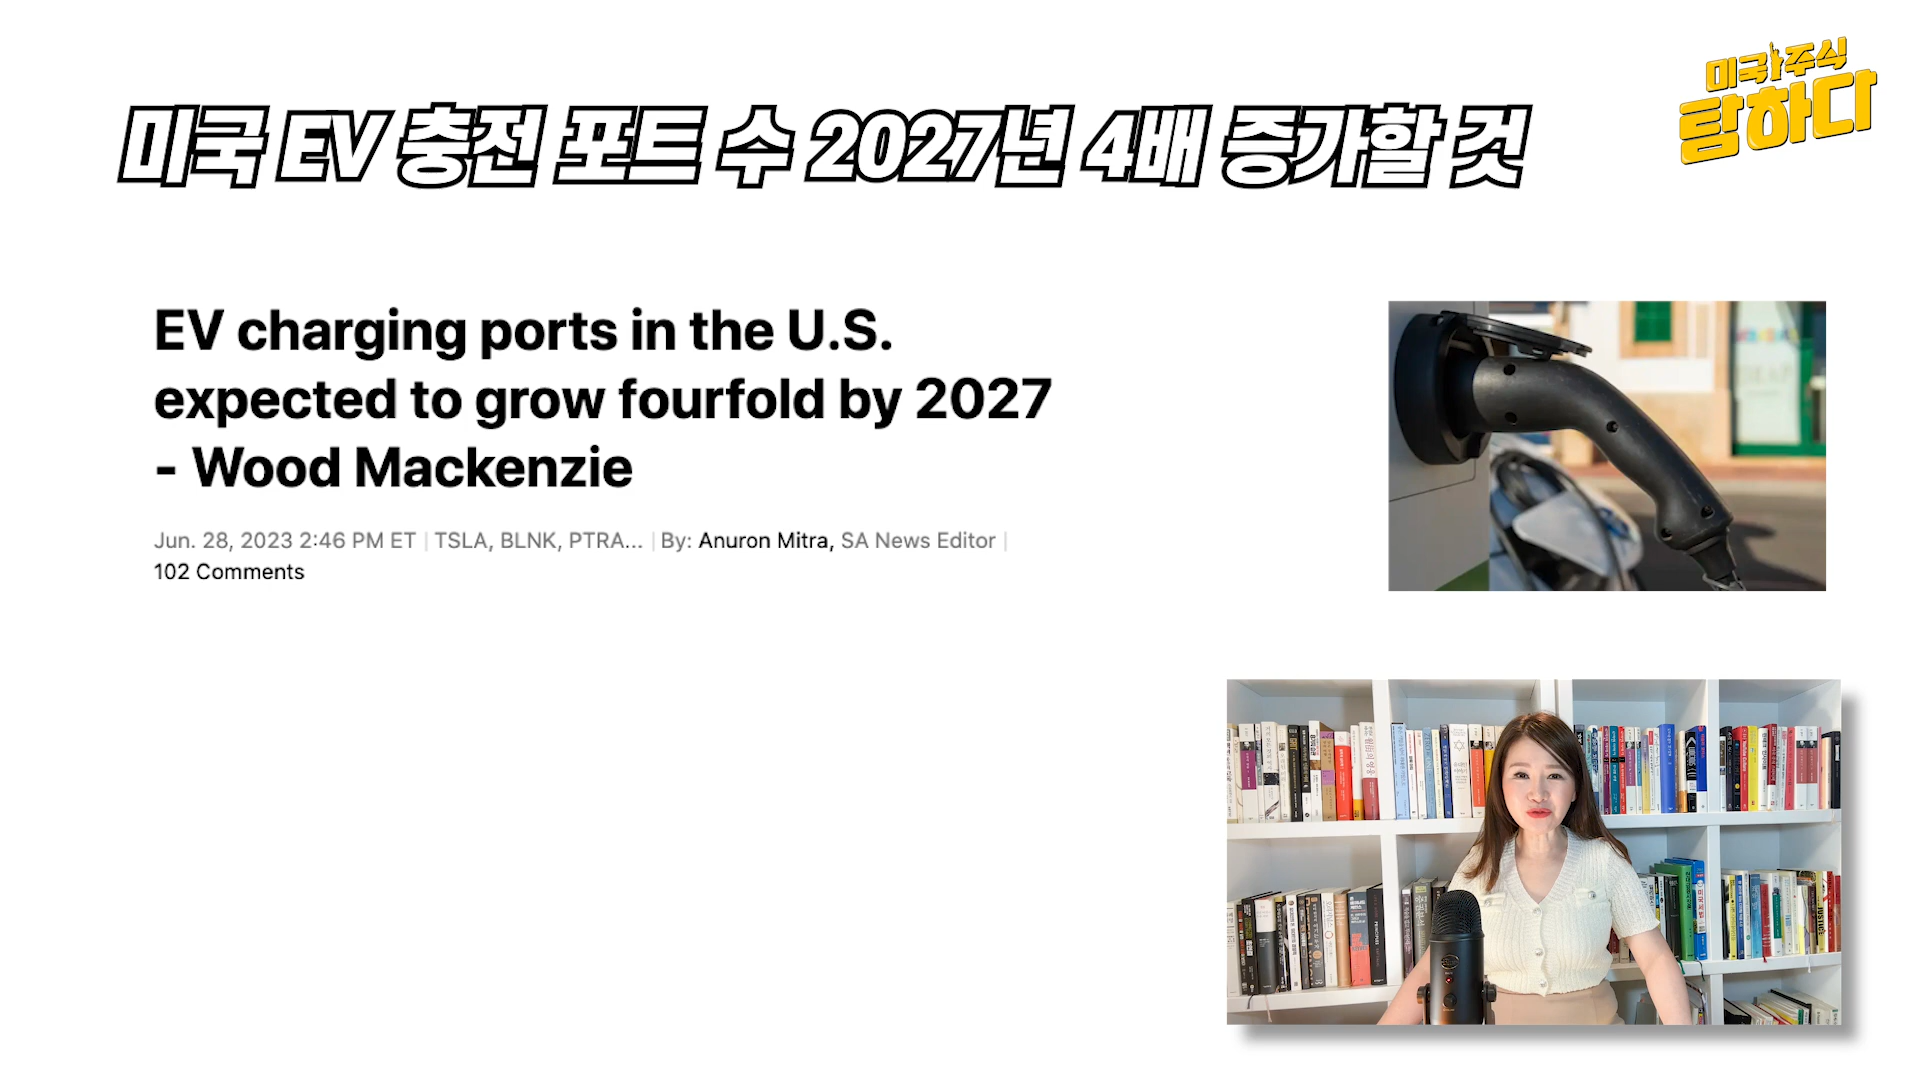 미국 주식
탐하다
미국 EV 충전 포트 수 2027년 4배 증가할 것
EV charging ports in the U.S.
expected to grow fourfold by 2027
- Wood Mackenzie
Jun. 28, 2023 2:46 PM ET | TSLA, BLNK, PTRA... | By: Anuron Mitra, SA News Editor |
102 Comments